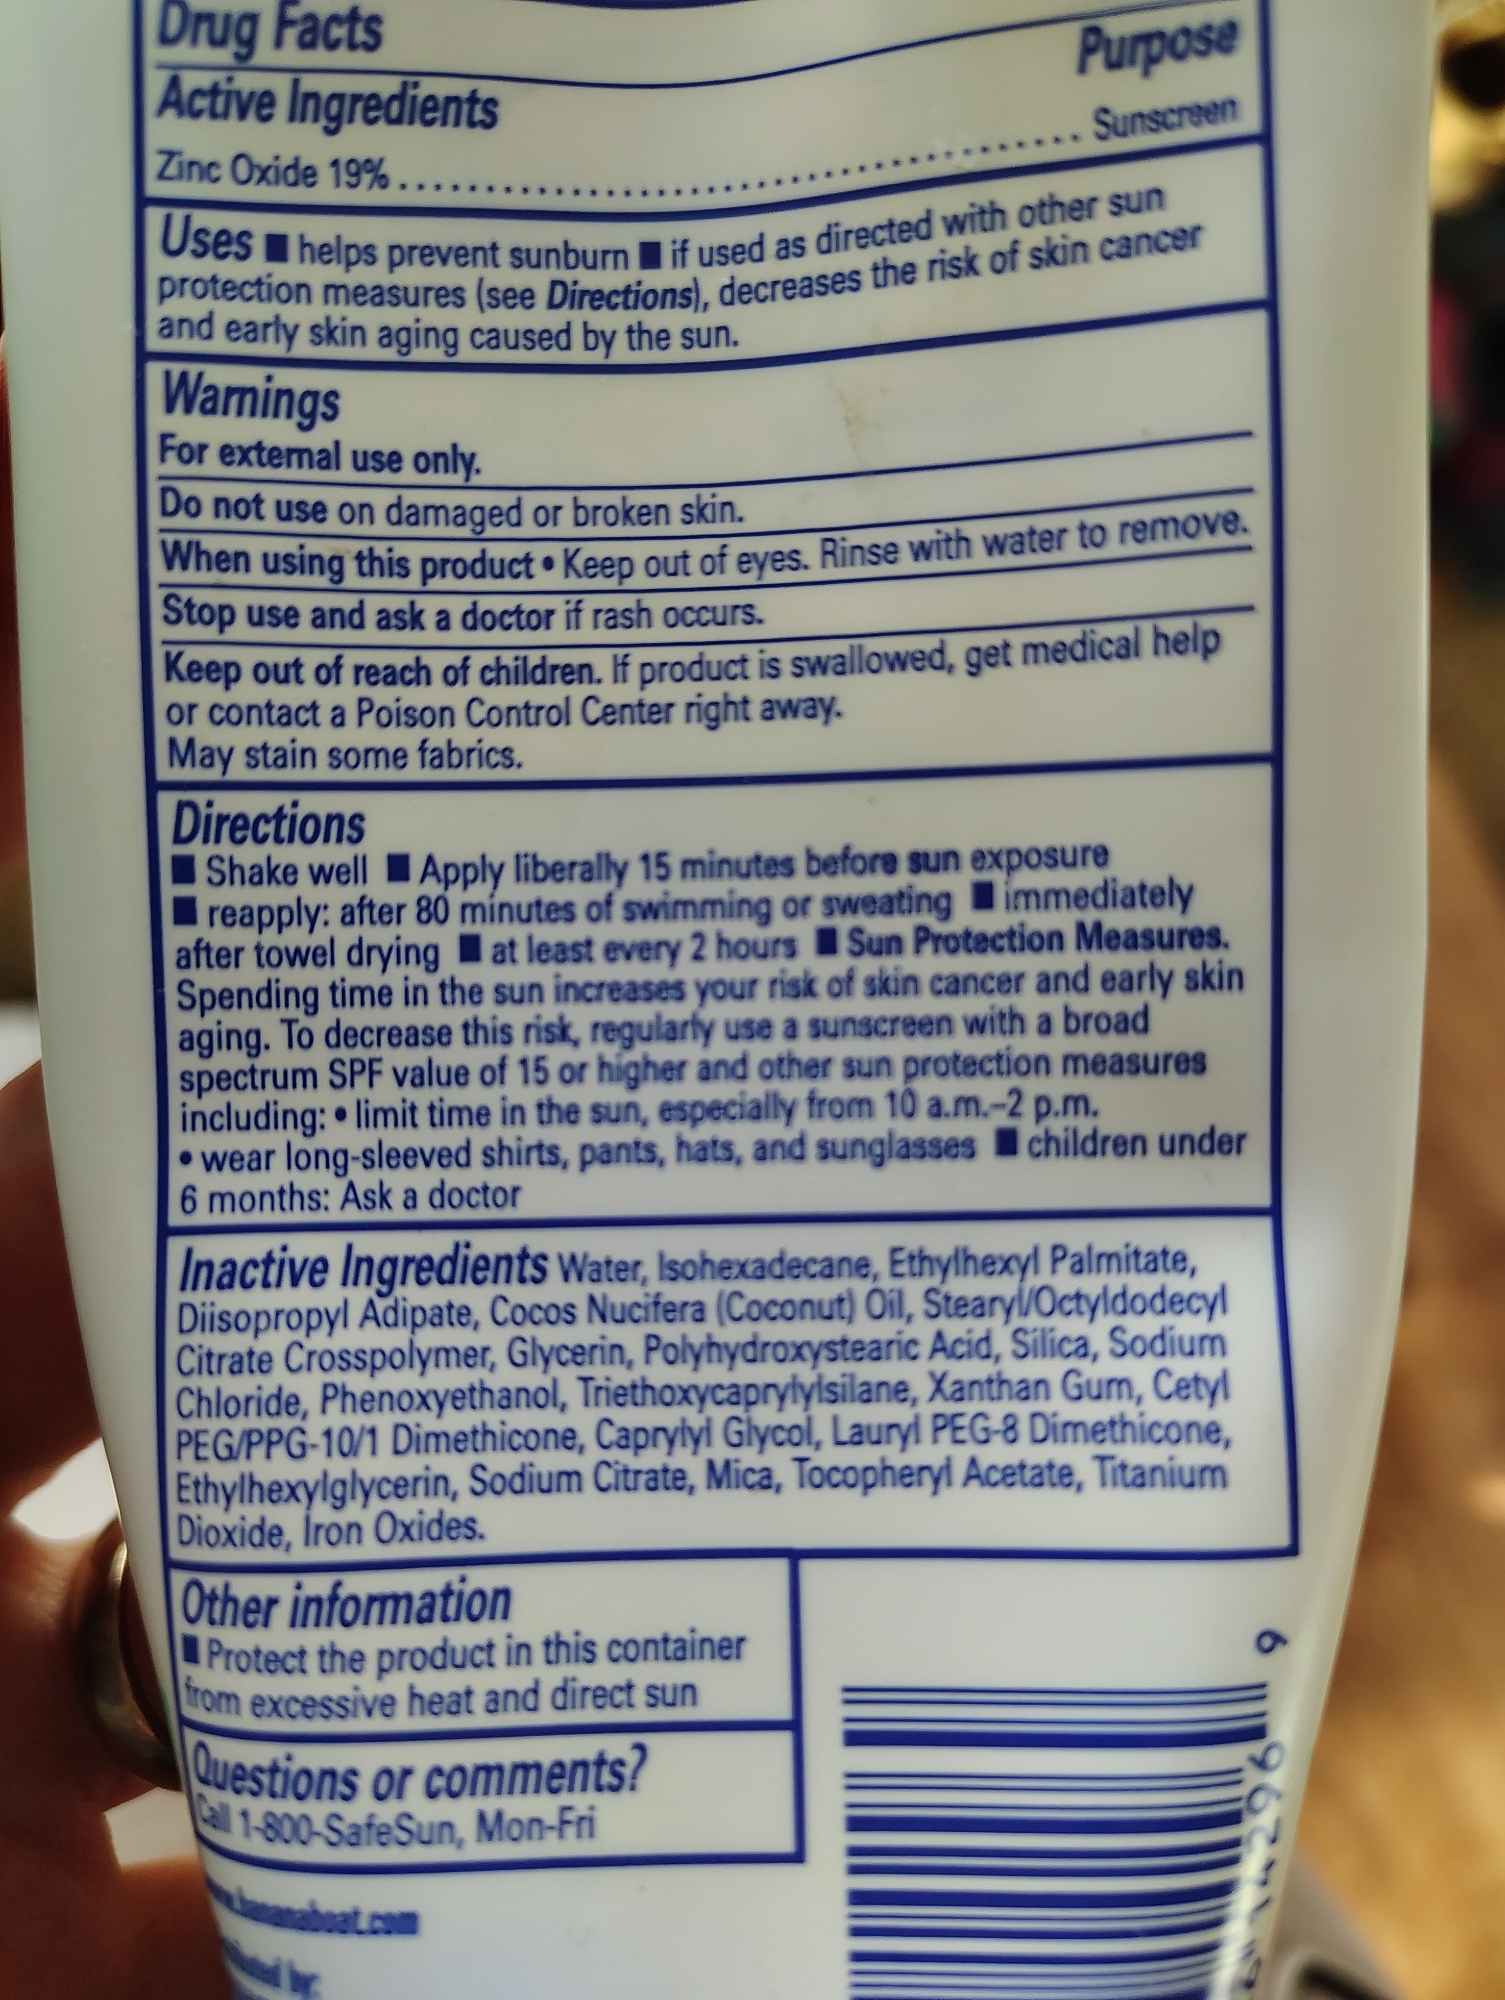 Drug Facts
Active Ingredients Purpose
Zinc Oxide 19% ........................................ Sunscreen
Uses ■ helps prevent sunburn ■ if used as directed with other sun
protection measures (see Directions), decreases the risk of skin cancer
and early skin aging caused by the sun.
Warnings
For external use only.
Do not use on damaged or broken skin.
When using this product • Keep out of eyes. Rinse with water to remove.
Stop use and ask a doctor if rash occurs.
Keep out of reach of children. If product is swallowed, get medical help
or contact a Poison Control Center right away.
May stain some fabrics.
Directions
■ Shake well ■ Apply liberally 15 minutes before sun exposure
■ reapply: after 80 minutes of swimming or sweating ■ immediately
after towel drying ■ at least every 2 hours ■ Sun Protection Measures.
Spending time in the sun increases your risk of skin cancer and early skin
aging. To decrease this risk, regularly use a sunscreen with a broad
spectrum SPF value of 15 or higher and other sun protection measures
including: • limit time in the sun, especially from 10 a.m.–2 p.m.
• wear long-sleeved shirts, pants, hats, and sunglasses ■ children under
6 months: Ask a doctor
Inactive Ingredients Water, Isohexadecane, Ethylhexyl Palmitate,
Diisopropyl Adipate, Cocos Nucifera (Coconut) Oil, Stearyl/Octyldodecyl
Citrate Crosspolymer, Glycerin, Polyhydroxystearic Acid, Silica, Sodium
Chloride, Phenoxyethanol, Triethoxycaprylylsilane, Xanthan Gum, Cetyl
PEG/PPG-10/1 Dimethicone, Caprylyl Glycol, Lauryl PEG-8 Dimethicone,
Ethylhexylglycerin, Sodium Citrate, Mica, Tocopheryl Acetate, Titanium
Dioxide, Iron Oxides.
Other information
■ Protect the product in this container
from excessive heat and direct sun
Questions or comments?
Call 1-800-SafeSun, Mon-Fri
bananaboat.com
by:
9